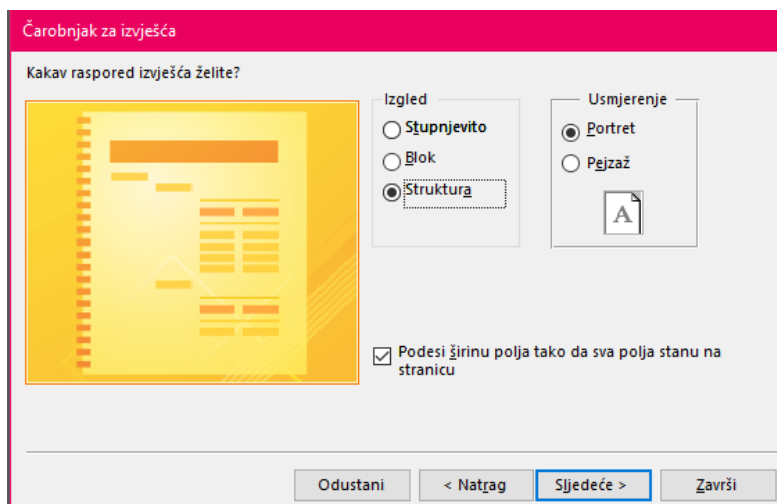 Čarobnjak za izvješća
Kakav raspored izvješća želite?
Izgled
Stupnjevito
Blok
Struktura
Usmjerenje
Portret
Pejzaž
A
Podesi širinu polja tako da sva polja stanu na
stranicu
Odustani
< Natrag
Sljedeće >
Završi